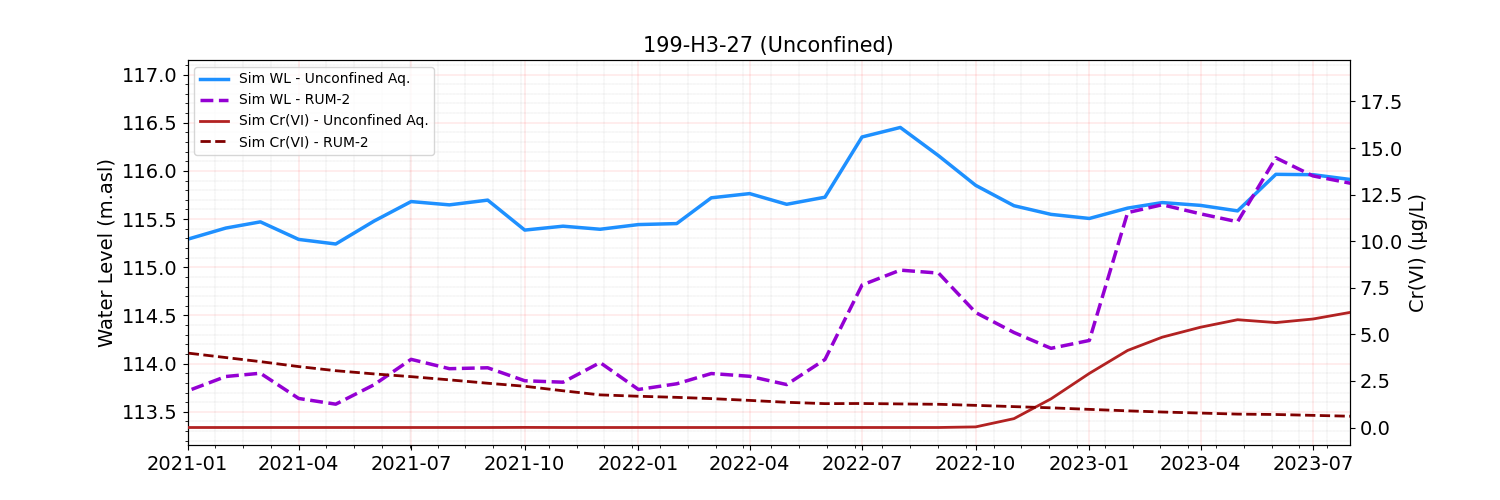 199-H3-27 (Unconfined)
Sim WL - Unconfined Aq.
Sim WL - RUM-2
Sim Cr(VI) - Unconfined Aq.
Sim Cr(VI) - RUM-2
Water Level (m.asl)
117.0
116.5
116.0
115.5
115.0
114.5
114.0
113.5
Cr(VI) (μg/L)
17.5
15.0
12.5
10.0
7.5
5.0
2.5
0.0
2021-01 2021-04 2021-07 2021-10 2022-01 2022-04 2022-07 2022-10 2023-01 2023-04 2023-07